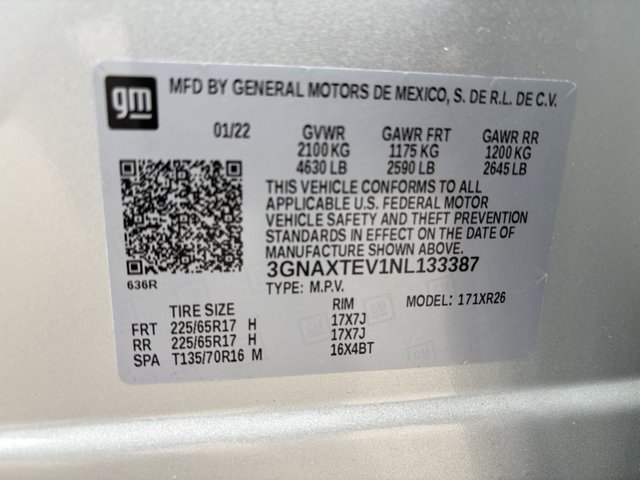 gm
MFD BY GENERAL MOTORS DE MEXICO, S. DE R.L. DE C.V.
01/22 GVWR GAWR FRT GAWR RR
2100 KG 1175 KG 1200 KG
4630 LB 2590 LB 2645 LB
THIS VEHICLE CONFORMS TO ALL
APPLICABLE U.S. FEDERAL MOTOR
VEHICLE SAFETY AND THEFT PREVENTION
STANDARDS IN EFFECT ON THE DATE OF
MANUFACTURE SHOWN ABOVE.
3GNAXTEV1NL133387
636R
TYPE: M.P.V.
TIRE SIZE RIM MODEL: 171XR26
FRT 225/65R17 H 17X7J
RR 225/65R17 H 17X7J
SPA T135/70R16 M 16X4BT